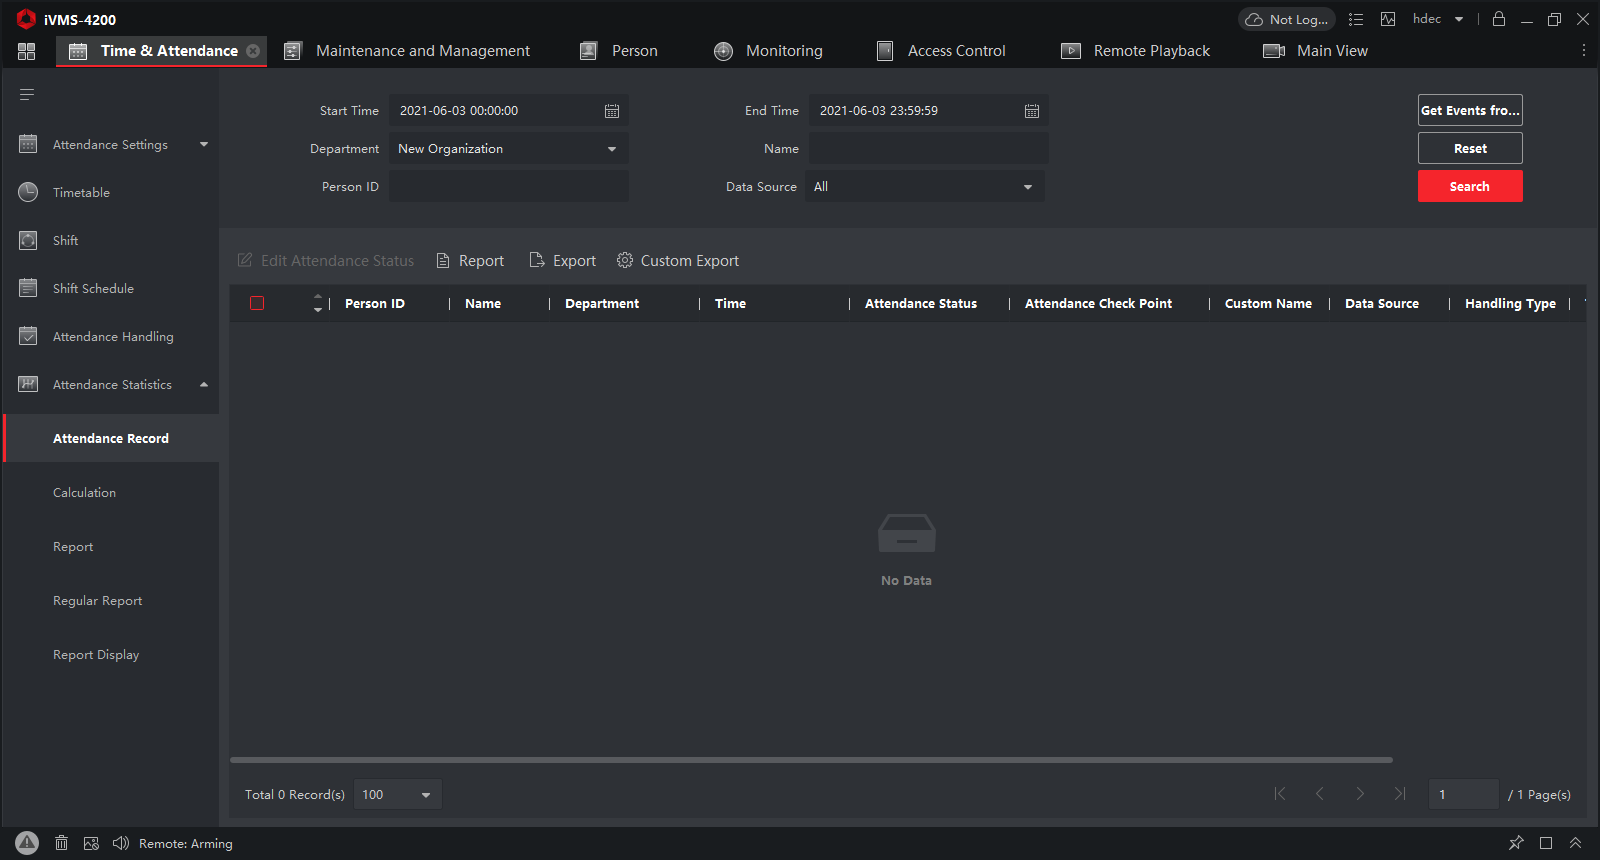 iVMS-4200
Not Log...
hdec
Time & Attendance
Maintenance and Management
Person
Monitoring
Access Control
Remote Playback
Main View
Attendance Settings
Timetable
Shift
Shift Schedule
Attendance Handling
Attendance Statistics
Attendance Record
Calculation
Report
Regular Report
Report Display
Start Time 2021-06-03 00:00:00
End Time 2021-06-03 23:59:59
Get Events fro...
Department New Organization
Name
Reset
Person ID
Data Source All
Search
Edit Attendance Status
Report
Export
Custom Export
Person ID | Name | Department | Time | Attendance Status | Attendance Check Point | Custom Name | Data Source | Handling Type |
No Data
Total 0 Record(s) 100
1 / 1 Page(s)
Remote: Arming